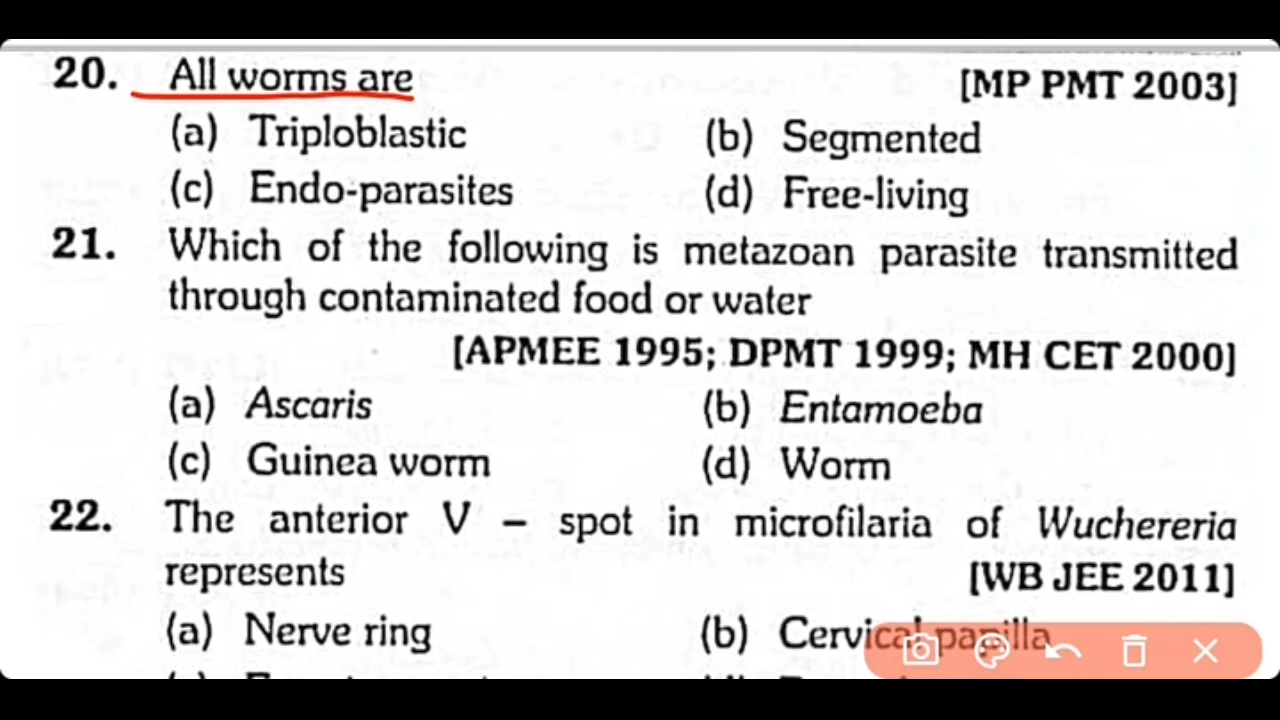 20. All worms are [MP PMT 2003]
(a) Triploblastic (b) Segmented
(c) Endo-parasites (d) Free-living
21. Which of the following is metazoan parasite transmitted
through contaminated food or water
[APMEE 1995; DPMT 1999; MH CET 2000]
(a) Ascaris (b) Entamoeba
(c) Guinea worm (d) Worm
22. The anterior V – spot in microfilaria of Wuchereria
represents [WB JEE 2011]
(a) Nerve ring (b) Cervical papilla